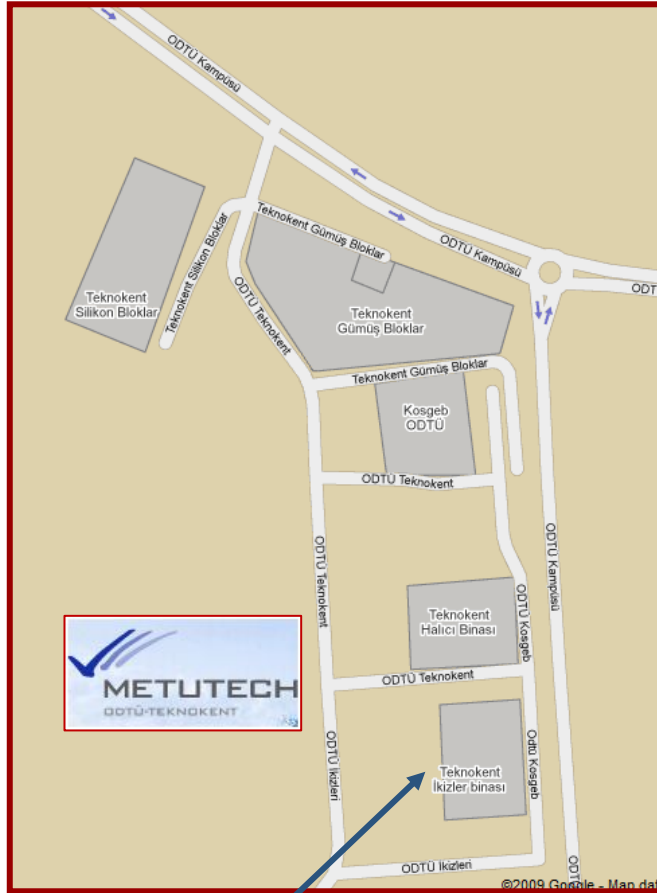 ODTÜ Kampüsü
Teknokent Gümüş Bloklar
Teknokent Silikon Bloklar
ODTÜ Kampüsü
ODT
Teknokent
Silikon Bloklar
ODTÜ Teknokent
Teknokent
Gümüş Bloklar
Teknokent Gümüş Bloklar
Kosgeb
ODTÜ
ODTÜ Teknokent
ODTÜ Teknokent
ODTÜ Kampüsü
Teknokent
Halıcı Binası
ODTÜ Kosgeb
METUTECH
ODTÜ-TEKNOKENT
ODTÜ Teknokent
ODTÜ İkizleri
Teknokent
İkizler binası
Odtü Kosgeb
ODTÜ İkizleri
ODTÜ
©2009 Google - Map dat